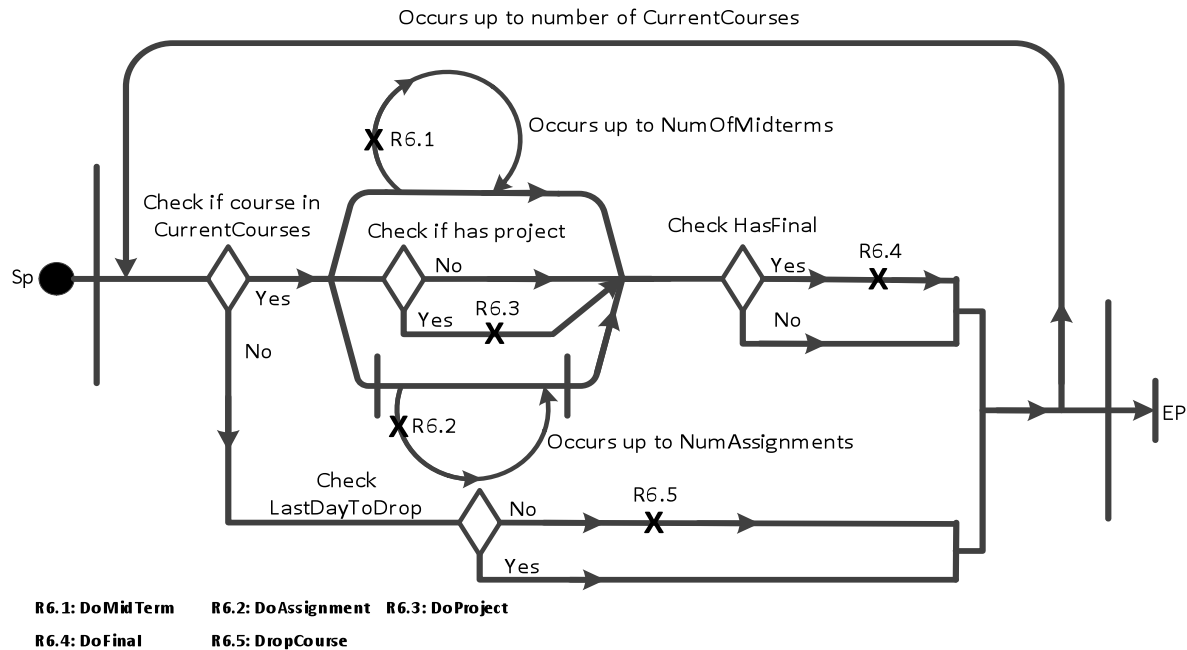 Occurs up to number of CurrentCourses
R6.1
Occurs up to NumOfMidterms
Check if course in
CurrentCourses
Check if has project
Check HasFinal
Sp
Yes
No
No
Yes
R6.3
Yes
R6.4
No
R6.2
Occurs up to NumAssignments
EP
Check
LastDayToDrop
No
R6.5
Yes
R6.1: DoMidTerm R6.2: DoAssignment R6.3: DoProject
R6.4: DoFinal R6.5: DropCourse